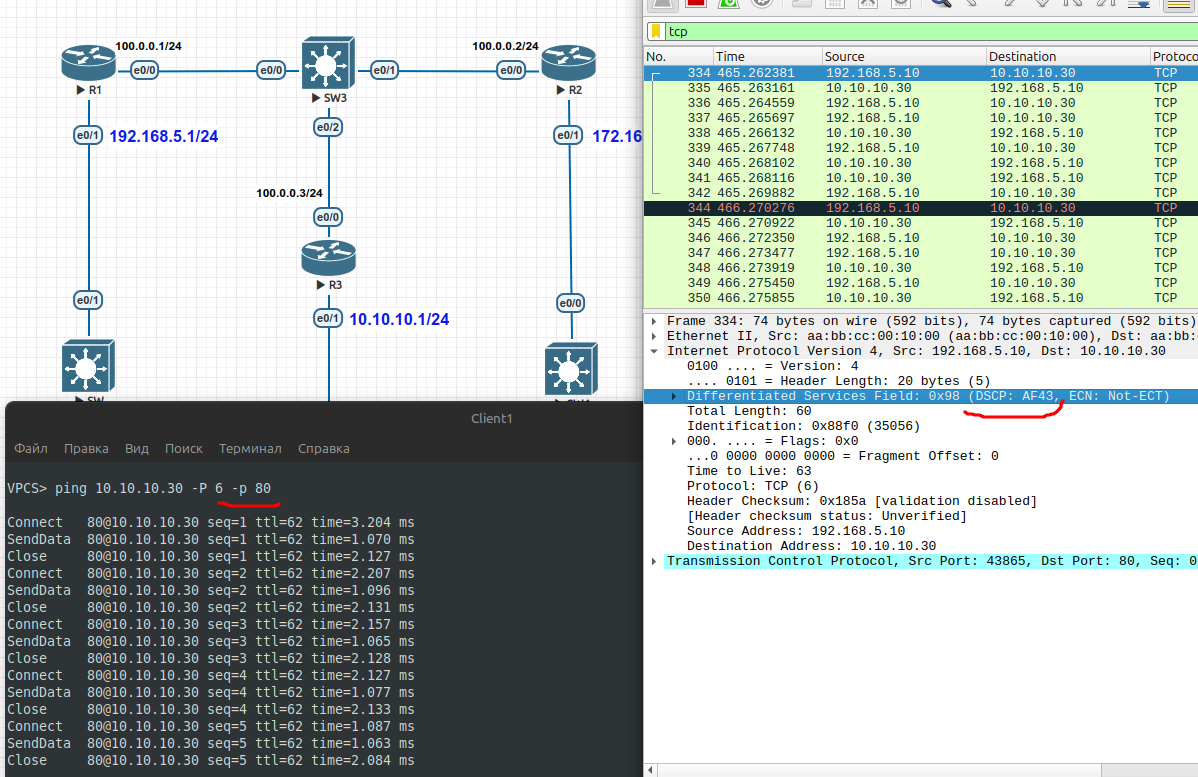 100.0.0.1/24
e0/0
e0/0
e0/1
100.0.0.2/24
e0/0
R1
SW3
R2
e0/1
192.168.5.1/24
e0/2
e0/1
172.16
100.0.0.3/24
e0/0
R3
e0/1
10.10.10.1/24
e0/1
e0/0
SW
Client1
Файл Правка Вид Поиск Терминал Справка
VPCS> ping 10.10.10.30 -P 6 -p 80
Connect 80@10.10.10.30 seq=1 ttl=62 time=3.204 ms
SendData 80@10.10.10.30 seq=1 ttl=62 time=1.070 ms
Close 80@10.10.10.30 seq=1 ttl=62 time=2.127 ms
Connect 80@10.10.10.30 seq=2 ttl=62 time=2.207 ms
SendData 80@10.10.10.30 seq=2 ttl=62 time=1.096 ms
Close 80@10.10.10.30 seq=2 ttl=62 time=2.131 ms
Connect 80@10.10.10.30 seq=3 ttl=62 time=2.157 ms
SendData 80@10.10.10.30 seq=3 ttl=62 time=1.065 ms
Close 80@10.10.10.30 seq=3 ttl=62 time=2.128 ms
Connect 80@10.10.10.30 seq=4 ttl=62 time=2.127 ms
SendData 80@10.10.10.30 seq=4 ttl=62 time=1.077 ms
Close 80@10.10.10.30 seq=4 ttl=62 time=2.133 ms
Connect 80@10.10.10.30 seq=5 ttl=62 time=1.087 ms
SendData 80@10.10.10.30 seq=5 ttl=62 time=1.063 ms
Close 80@10.10.10.30 seq=5 ttl=62 time=2.084 ms
tcp
No. Time Source Destination Protoco
334 465.262381 192.168.5.10 10.10.10.30 TCP
335 465.263161 10.10.10.30 192.168.5.10 TCP
336 465.264559 192.168.5.10 10.10.10.30 TCP
337 465.265697 192.168.5.10 10.10.10.30 TCP
338 465.266132 10.10.10.30 192.168.5.10 TCP
339 465.267748 192.168.5.10 10.10.10.30 TCP
340 465.268102 10.10.10.30 192.168.5.10 TCP
341 465.268116 10.10.10.30 192.168.5.10 TCP
342 465.269882 192.168.5.10 10.10.10.30 TCP
344 466.270276 192.168.5.10 10.10.10.30 TCP
345 466.270922 10.10.10.30 192.168.5.10 TCP
346 466.272350 192.168.5.10 10.10.10.30 TCP
347 466.273477 192.168.5.10 10.10.10.30 TCP
348 466.273919 10.10.10.30 192.168.5.10 TCP
349 466.275450 192.168.5.10 10.10.10.30 TCP
350 466.275855 10.10.10.30 192.168.5.10 TCP
Frame 334: 74 bytes on wire (592 bits), 74 bytes captured (592 bits)
Ethernet II, Src: aa:bb:cc:00:10:00 (aa:bb:cc:00:10:00), Dst: aa:bb:
Internet Protocol Version 4, Src: 192.168.5.10, Dst: 10.10.10.30
0100 .... = Version: 4
.... 0101 = Header Length: 20 bytes (5)
Differentiated Services Field: 0x98 (DSCP: AF43, ECN: Not-ECT)
Total Length: 60
Identification: 0x88f0 (35056)
000. .... = Flags: 0x0
...0 0000 0000 0000 = Fragment Offset: 0
Time to Live: 63
Protocol: TCP (6)
Header Checksum: 0x185a [validation disabled]
[Header checksum status: Unverified]
Source Address: 192.168.5.10
Destination Address: 10.10.10.30
Transmission Control Protocol, Src Port: 43865, Dst Port: 80, Seq: 0